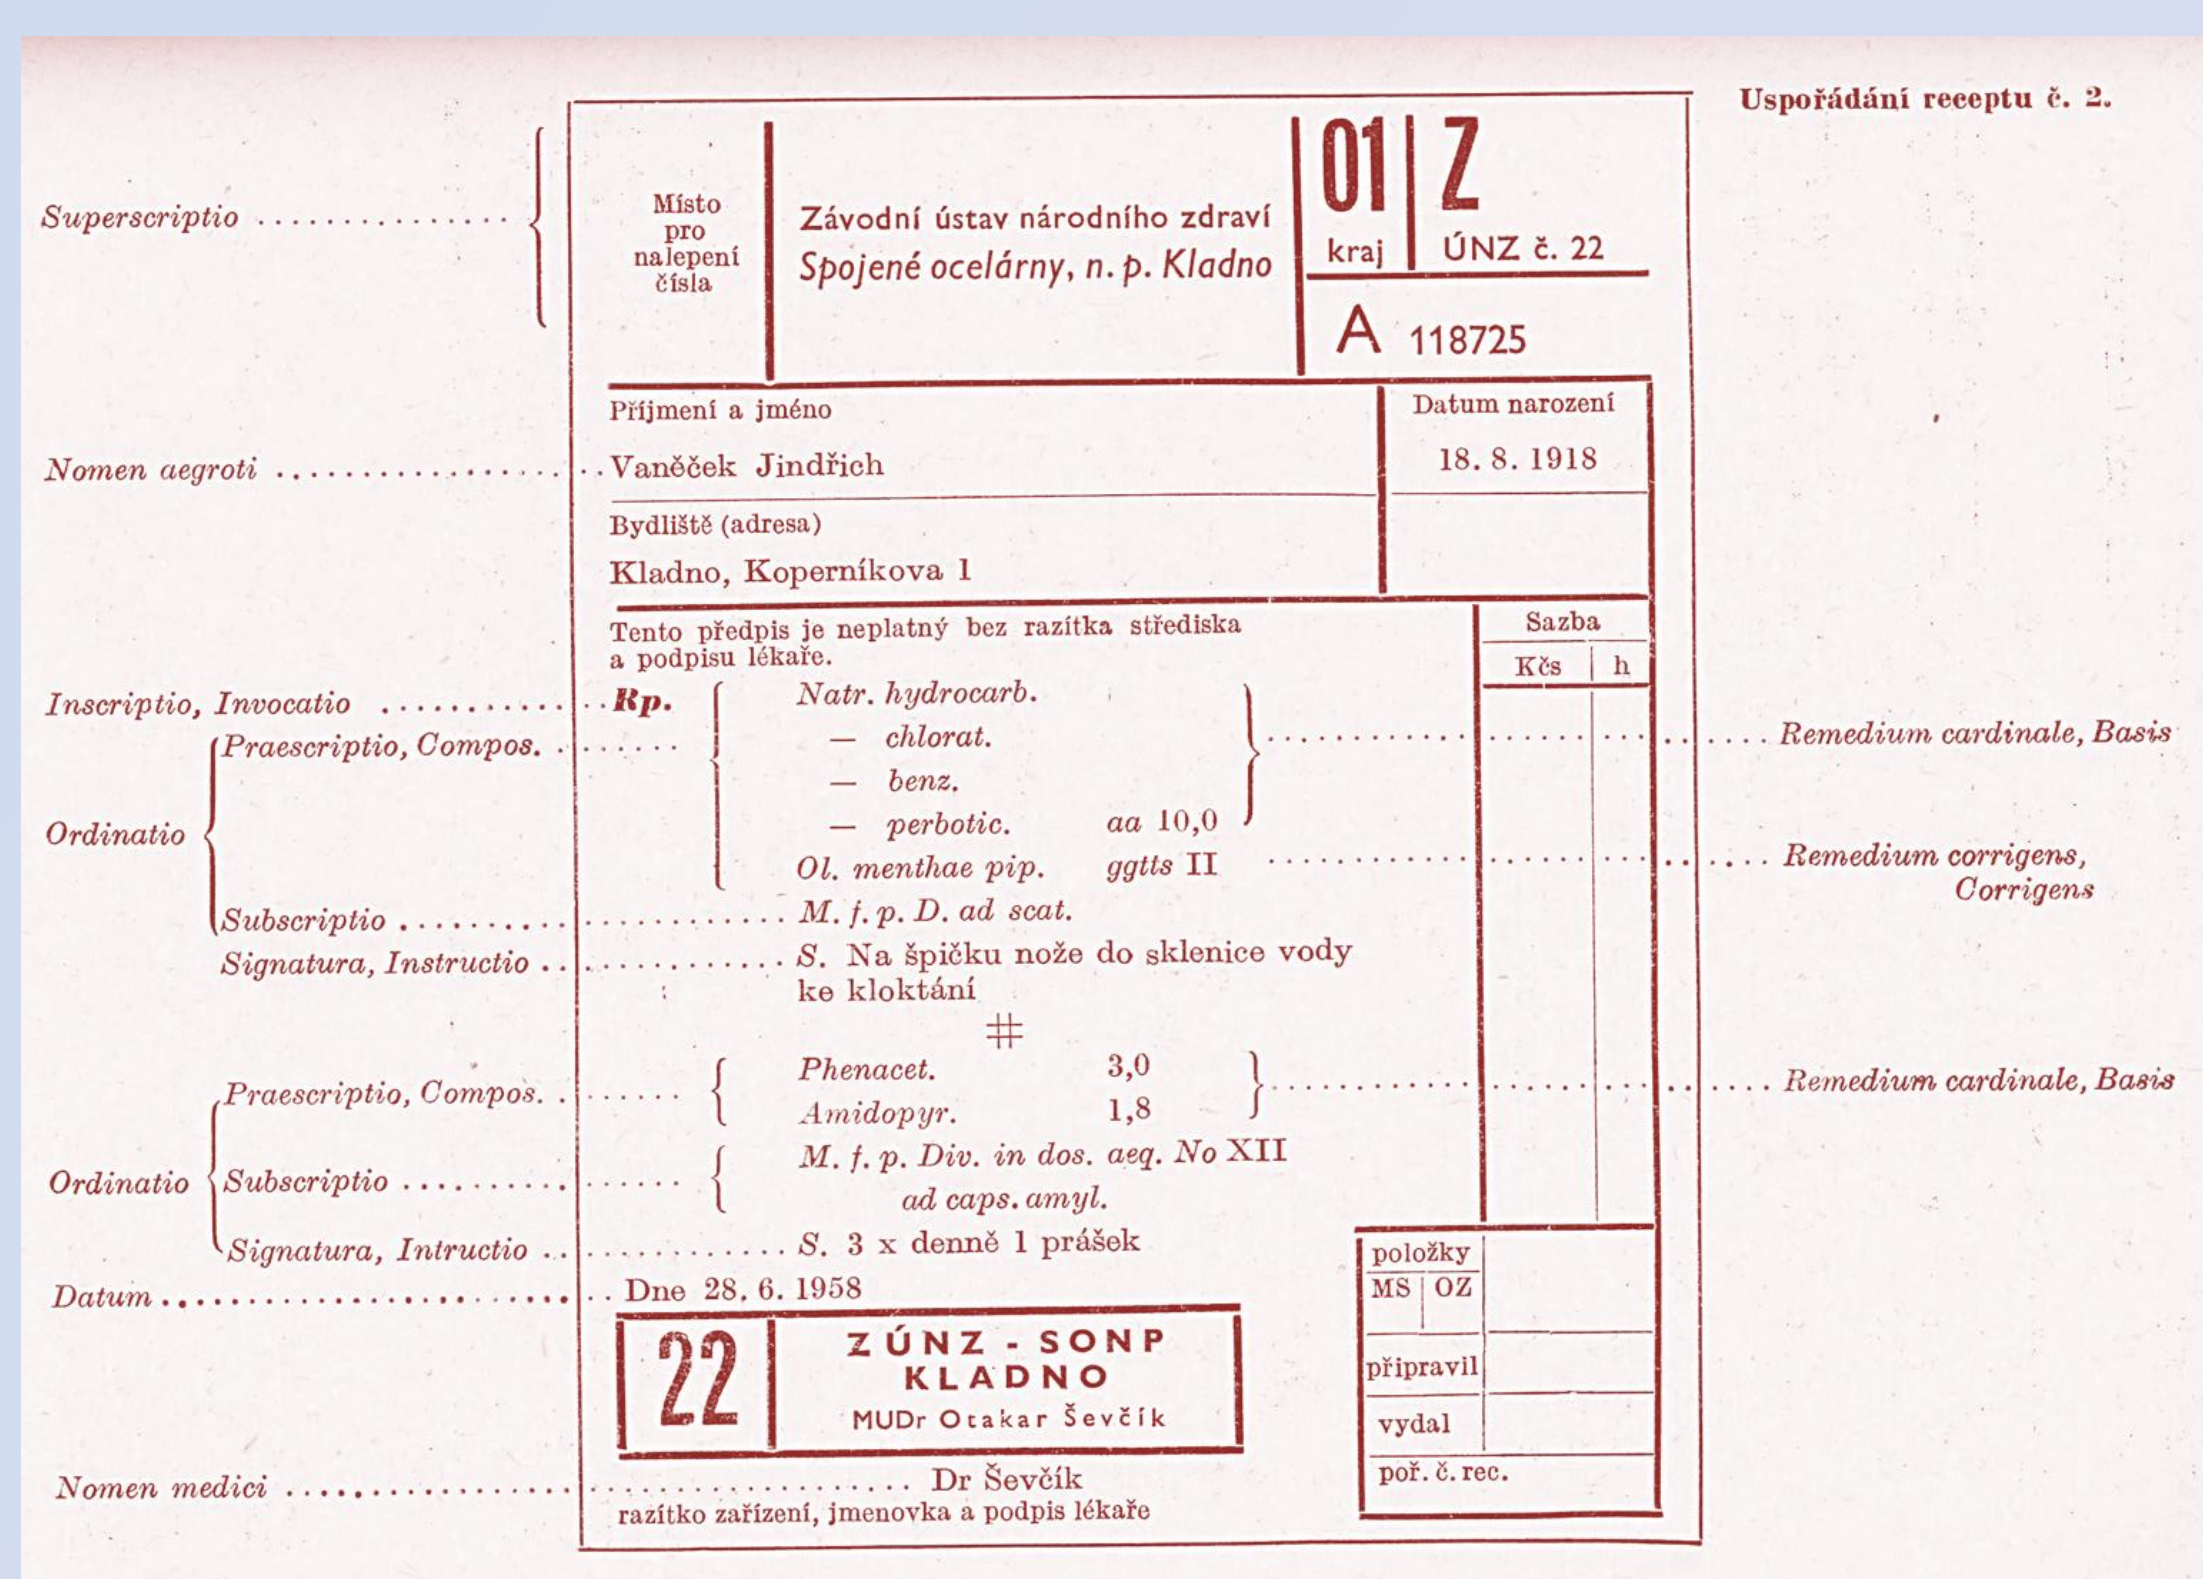 Uspořádání receptu č. 2.
Superscriptio
Místo
pro
nalepení
čísla
Závodní ústav národního zdraví
Spojené ocelárny, n. p. Kladno
01
kraj
Z
ÚNZ č. 22
A 118725
Příjmení a jméno
Datum narození
Nomen aegroti
Vaněček Jindřich
18. 8. 1918
Bydliště (adresa)
Kladno, Koperníkova 1
Tento předpis je neplatný bez razítka střediska
a podpisu lékaře.
Sazba
Kčs h
Inscriptio, Invocatio
Rp.
Natr. hydrocarb.
Ordinatio
Praescriptio, Compos.
— chlorat.
Remedium cardinale, Basis
— benz.
— perbotic. aa 10,0
Ol. menthae pip. ggtts II
Remedium corrigens,
Corrigens
Subscriptio
M. f. p. D. ad scat.
Signatura, Instructio
S. Na špičku nože do sklenice vody
ke kloktání
#
Ordinatio
Praescriptio, Compos.
Phenacet. 3,0
Amidopyr. 1,8
Remedium cardinale, Basis
Subscriptio
M. f. p. Div. in dos. aeq. No XII
ad caps. amyl.
Signatura, Intructio
S. 3 x denně 1 prášek
Datum
Dne 28. 6. 1958
22
ZÚNZ - SONP
KLADNO
MUDr Otakar Ševčík
položky
MS OZ
připravil
vydal
poř. č. rec.
Nomen medici
Dr Ševčík
razítko zařízení, jmenovka a podpis lékaře